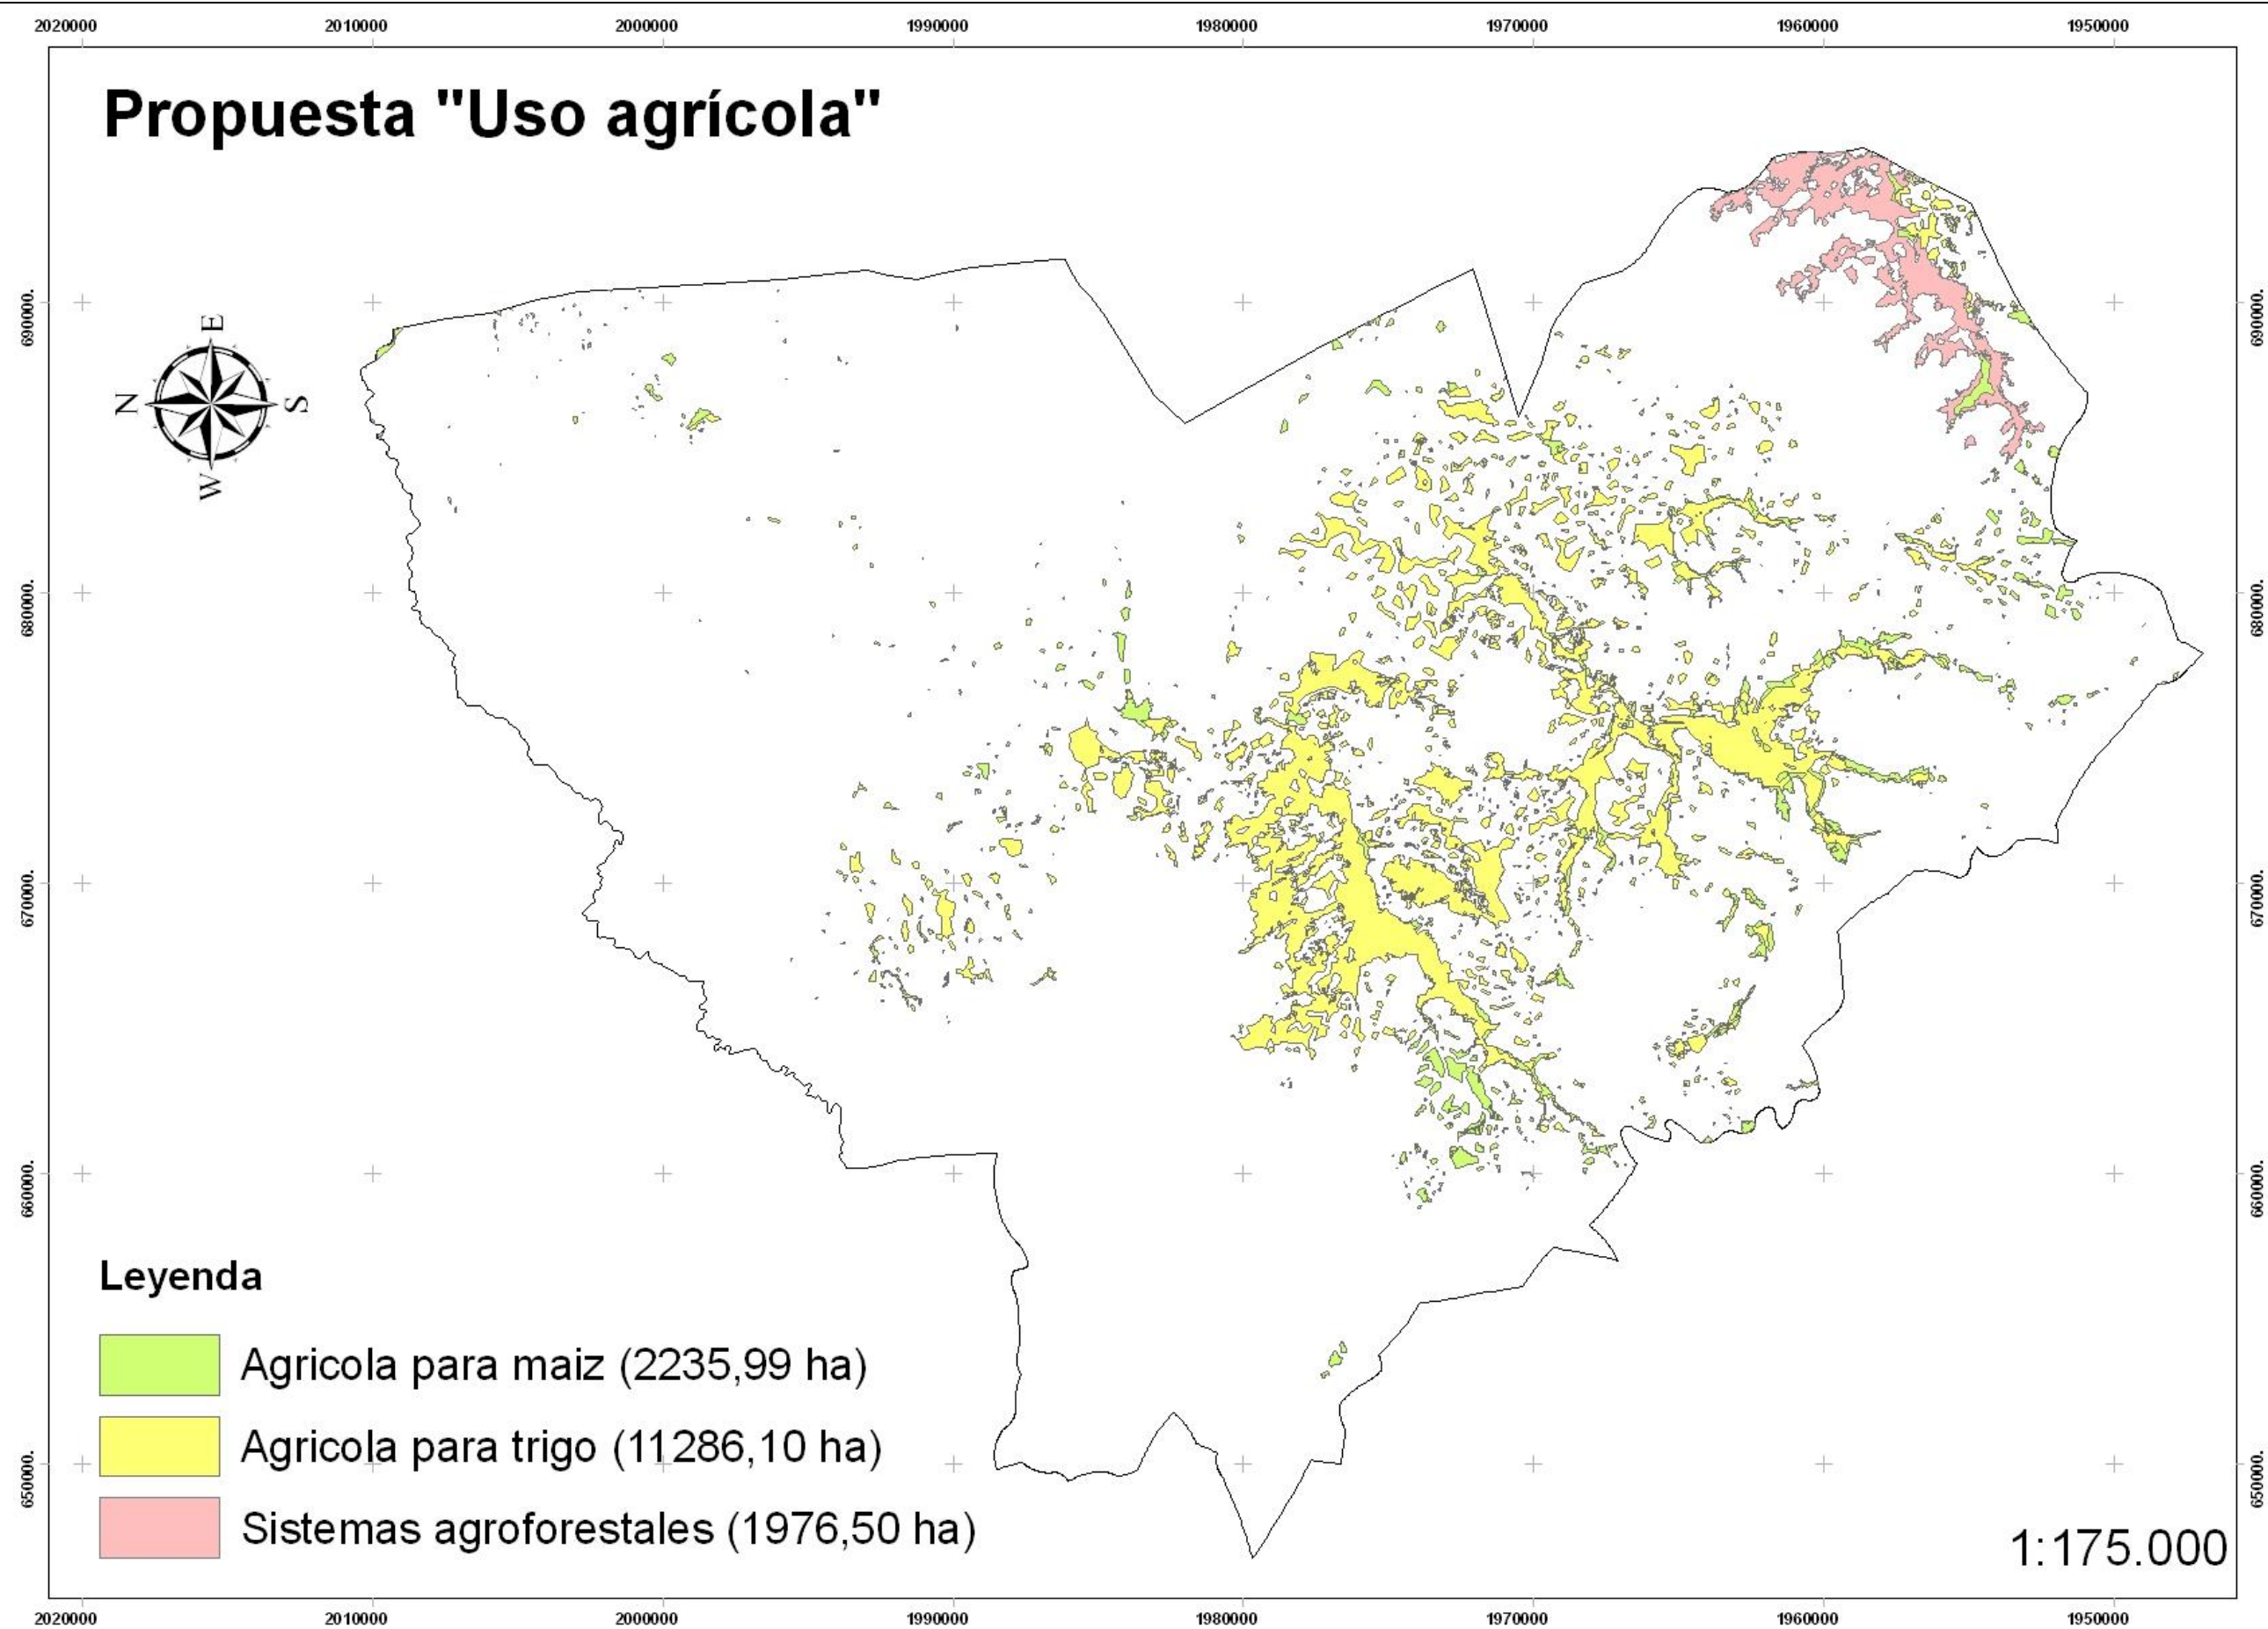 2020000 2010000 2000000 1990000 1980000 1970000 1960000 1950000
Propuesta "Uso agrícola"
690000. 690000.
E
N S
W
680000. 680000.
670000. 670000.
660000. 660000.
Leyenda
Agricola para maiz (2235,99 ha)
Agricola para trigo (11286,10 ha)
650000. 650000.
Sistemas agroforestales (1976,50 ha)
1:175.000
2020000 2010000 2000000 1990000 1980000 1970000 1960000 1950000